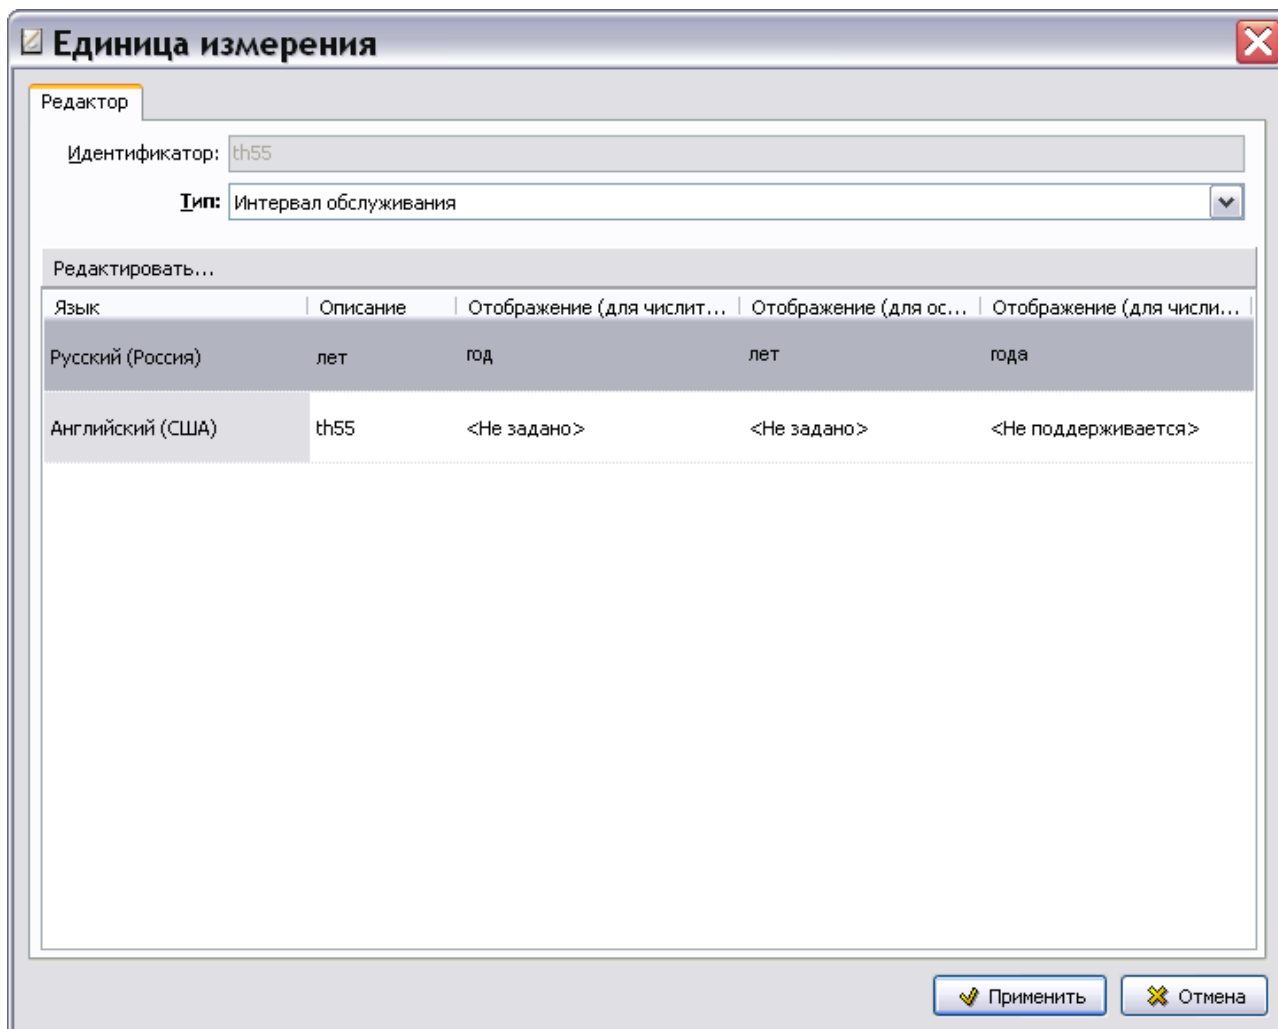 Единица измерения
Редактор
Идентификатор: th55
Тип: Интервал обслуживания
Редактировать...
Язык Описание Отображение (для числит... Отображение (для ос... Отображение (для числи...
Русский (Россия) лет год лет года
Английский (США) th55 <Не задано> <Не задано> <Не поддерживается>
Применить Отмена